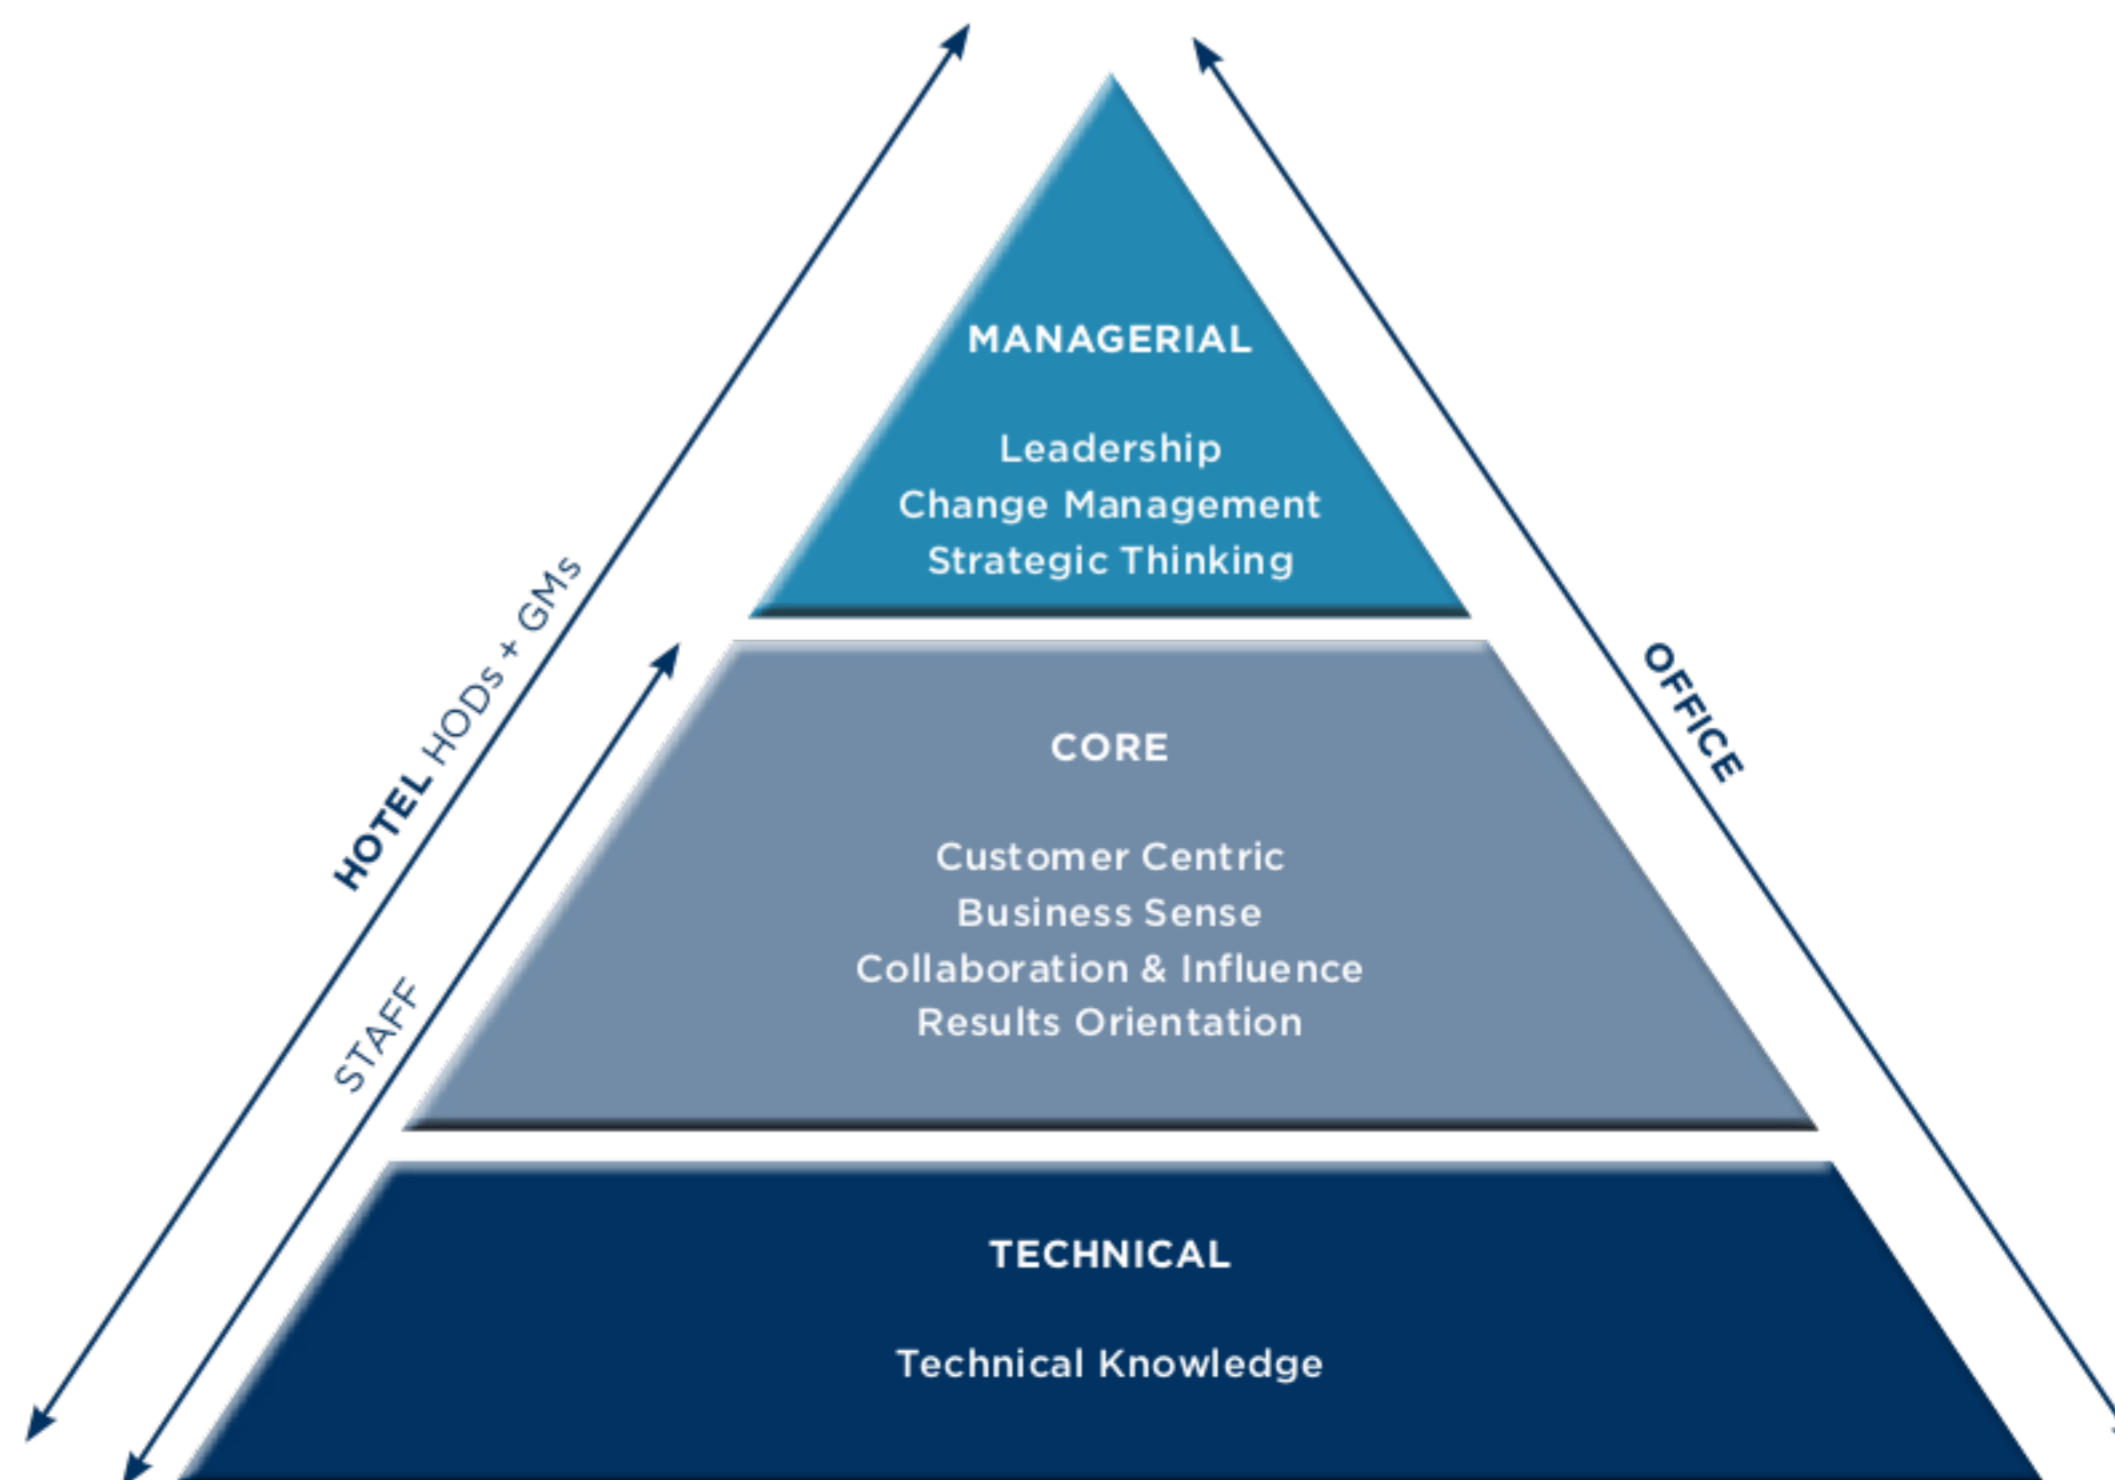 MANAGERIAL
Leadership
Change Management
Strategic Thinking
HOTEL HODs + GMs
OFFICE
CORE
Customer Centric
Business Sense
Collaboration & Influence
Results Orientation
STAFF
TECHNICAL
Technical Knowledge